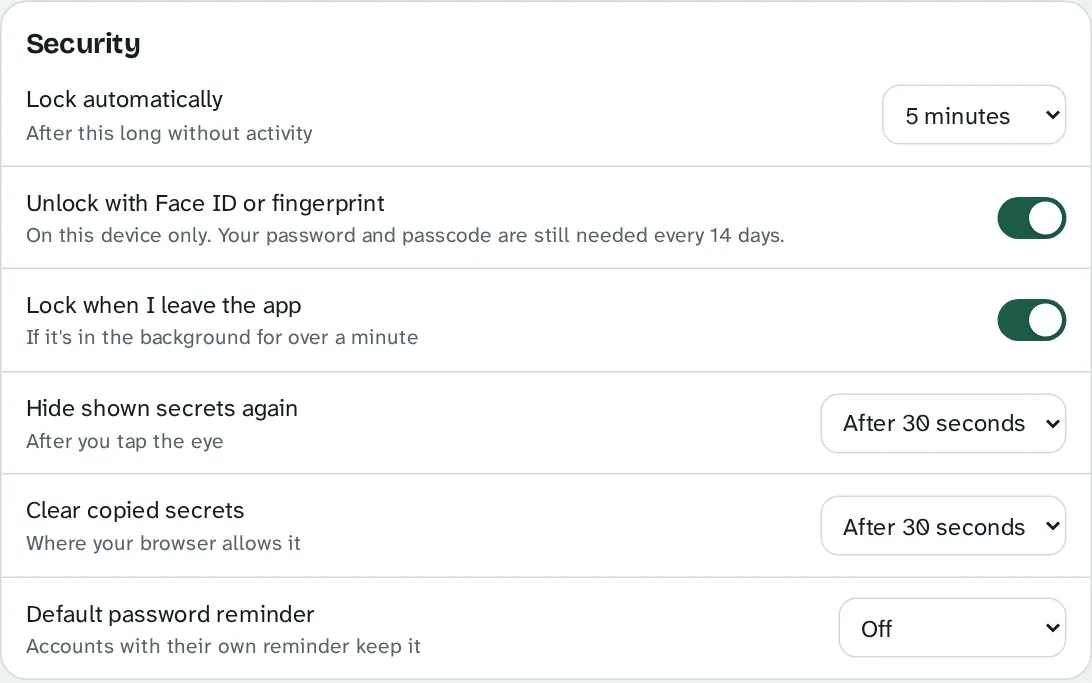 Security
Lock automatically
After this long without activity
5 minutes
Unlock with Face ID or fingerprint
On this device only. Your password and passcode are still needed every 14 days.
Lock when I leave the app
If it's in the background for over a minute
Hide shown secrets again
After you tap the eye
After 30 seconds
Clear copied secrets
Where your browser allows it
After 30 seconds
Default password reminder
Accounts with their own reminder keep it
Off